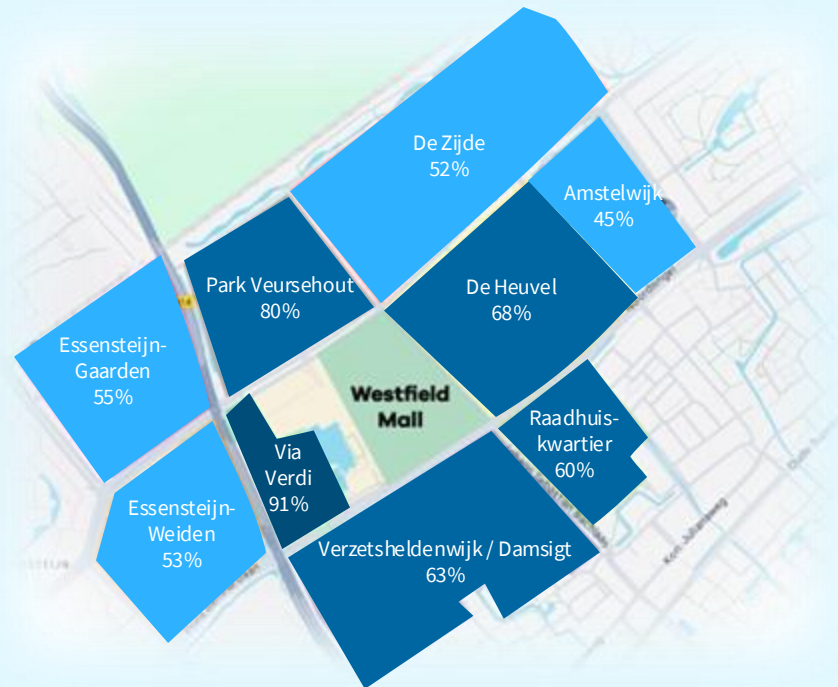 De Zijde
52%
Amstelwijk
45%
Park Veursehout
80%
De Heuvel
68%
Essensteijn-
Gaarden
55%
Westfield
Mall
Raadhuis-
kwartier
60%
Via
Verdi
91%
Essensteijn-
Weiden
53%
Verzetsheldenwijk / Damsigt
63%